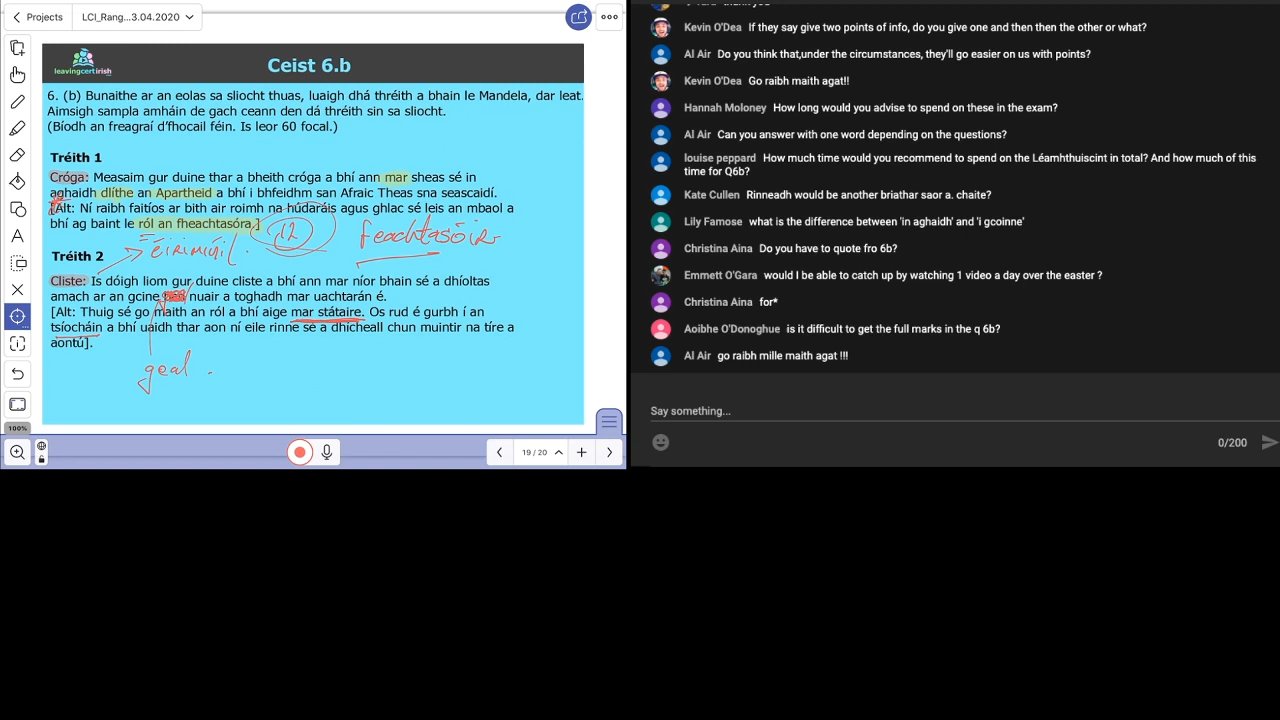 Projects
LCI_Rang...3.04.2020
leavingcertirish
Ceist 6.b
6. (b) Bunaithe ar an eolas sa sliocht thuas, luaigh dhá thréith a bhain le Mandela, dar leat.
Aimsigh sampla amháin de gach ceann den dá thréith sin sa sliocht.
(Bíodh an freagraí d'fhocail féin. Is leor 60 focal.)
Tréith 1
Cróga: Measaim gur duine thar a bheith cróga a bhí ann mar sheas sé in
aghaidh dlíthe an Apartheid a bhí i bhfeidhm san Afraic Theas sna seascaidí.
[Alt: Ní raibh faitíos ar bith air roimh na húdaráis agus ghlac sé leis an mbaol a
bhí ag baint le ról an fheachtasóra.]
12
feachtasóir
éirimiúil.
Tréith 2
Cliste: Is dóigh liom gur duine cliste a bhí ann mar níor bhain sé a dhíoltas
amach ar an gcine nuair a toghadh mar uachtarán é.
[Alt: Thuig sé go maith an ról a bhí aige mar státaire. Os rud é gurbh í an
tsíocháin a bhí uaidh thar aon ní eile rinne sé a dhícheall chun muintir na tíre a
aontú].
geal
100%
19 / 20
Kevin O'Dea If they say give two points of info, do you give one and then then the other or what?
Al Air Do you think that,under the circumstances, they'll go easier on us with points?
Kevin O'Dea Go raibh maith agat!!
Hannah Moloney How long would you advise to spend on these in the exam?
Al Air Can you answer with one word depending on the questions?
louise peppard How much time would you recommend to spend on the Léamhthuiscint in total? And how much of this
time for Q6b?
Kate Cullen Rinneadh would be another briathar saor a. chaite?
Lily Famose what is the difference between 'in aghaidh' and 'i gcoinne'
Christina Aina Do you have to quote fro 6b?
Emmett O'Gara would I be able to catch up by watching 1 video a day over the easter ?
Christina Aina for*
Aoibhe O'Donoghue is it difficult to get the full marks in the q 6b?
Al Air go raibh mille maith agat !!!
Say something...
0/200